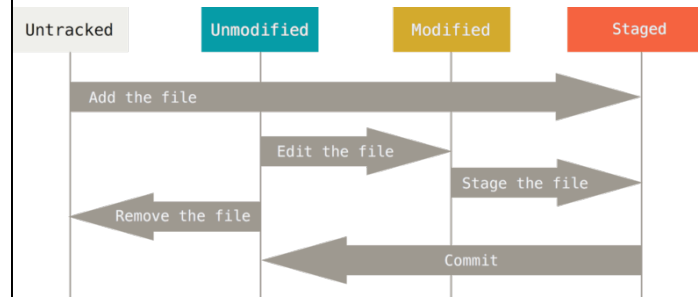 Untracked
Unmodified
Modified
Staged
Add the file
Edit the file
Stage the file
Remove the file
Commit